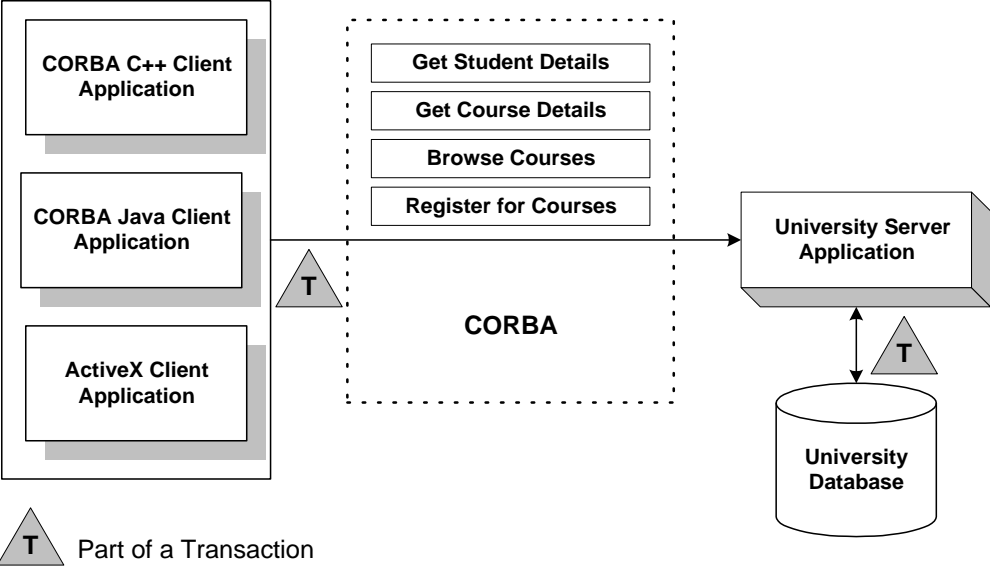 CORBA C++ Client
Application
CORBA Java Client
Application
ActiveX Client
Application
T
Get Student Details
Get Course Details
Browse Courses
Register for Courses
CORBA
University Server
Application
T
University
Database
T
Part of a Transaction